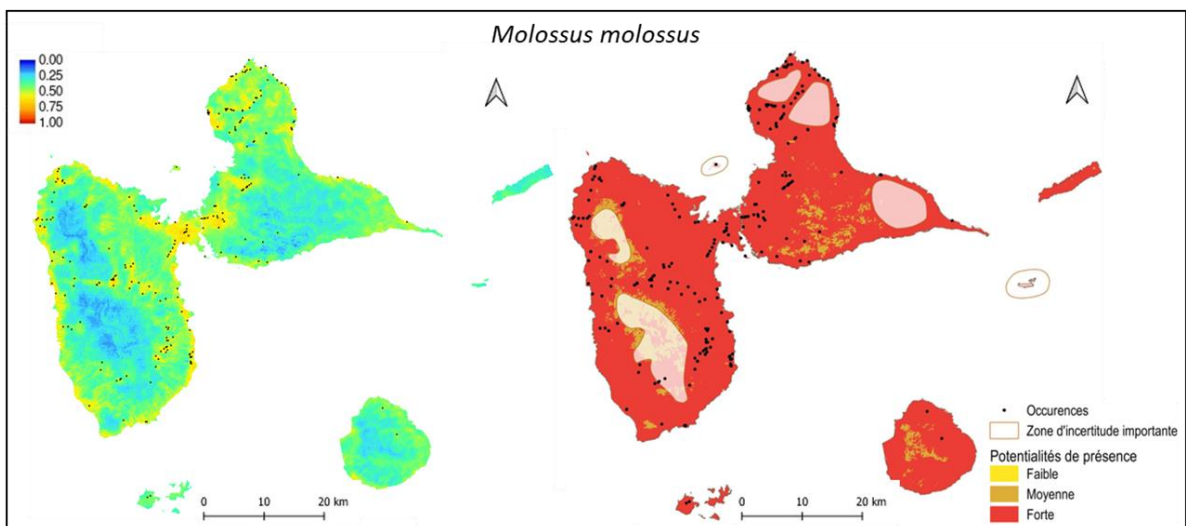 Molossus molossus
0.00
0.25
0.50
0.75
1.00
0 10 20 km
0 10 20 km
Occurences
Zone d'incertitude importante
Potentialités de présence
Faible
Moyenne
Forte